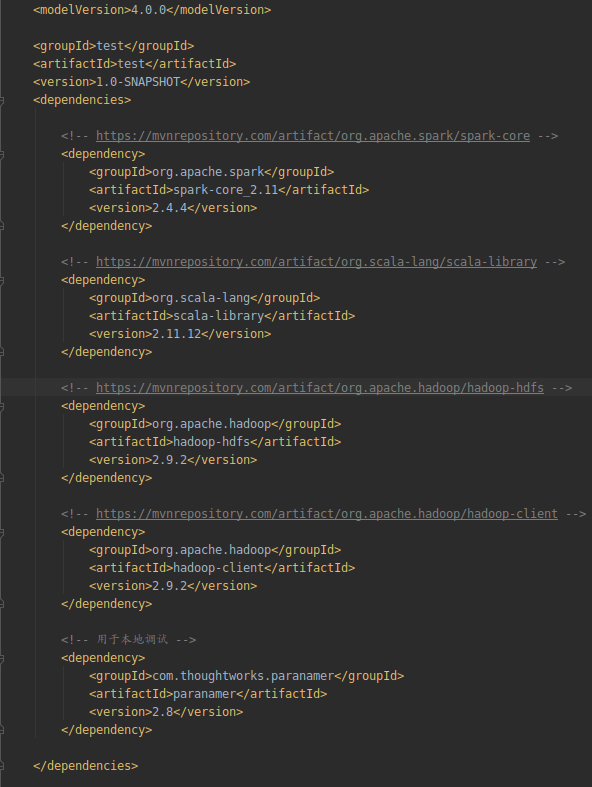 <modelVersion>4.0.0</modelVersion>
<groupId>test</groupId>
<artifactId>test</artifactId>
<version>1.0-SNAPSHOT</version>
<dependencies>
<!-- https://mvnrepository.com/artifact/org.apache.spark/spark-core -->
<dependency>
<groupId>org.apache.spark</groupId>
<artifactId>spark-core_2.11</artifactId>
<version>2.4.4</version>
</dependency>
<!-- https://mvnrepository.com/artifact/org.scala-lang/scala-library -->
<dependency>
<groupId>org.scala-lang</groupId>
<artifactId>scala-library</artifactId>
<version>2.11.12</version>
</dependency>
<!-- https://mvnrepository.com/artifact/org.apache.hadoop/hadoop-hdfs -->
<dependency>
<groupId>org.apache.hadoop</groupId>
<artifactId>hadoop-hdfs</artifactId>
<version>2.9.2</version>
</dependency>
<!-- https://mvnrepository.com/artifact/org.apache.hadoop/hadoop-client -->
<dependency>
<groupId>org.apache.hadoop</groupId>
<artifactId>hadoop-client</artifactId>
<version>2.9.2</version>
</dependency>
<!-- 用于本地调试 -->
<dependency>
<groupId>com.thoughtworks.paranamer</groupId>
<artifactId>paranamer</artifactId>
<version>2.8</version>
</dependency>
</dependencies>